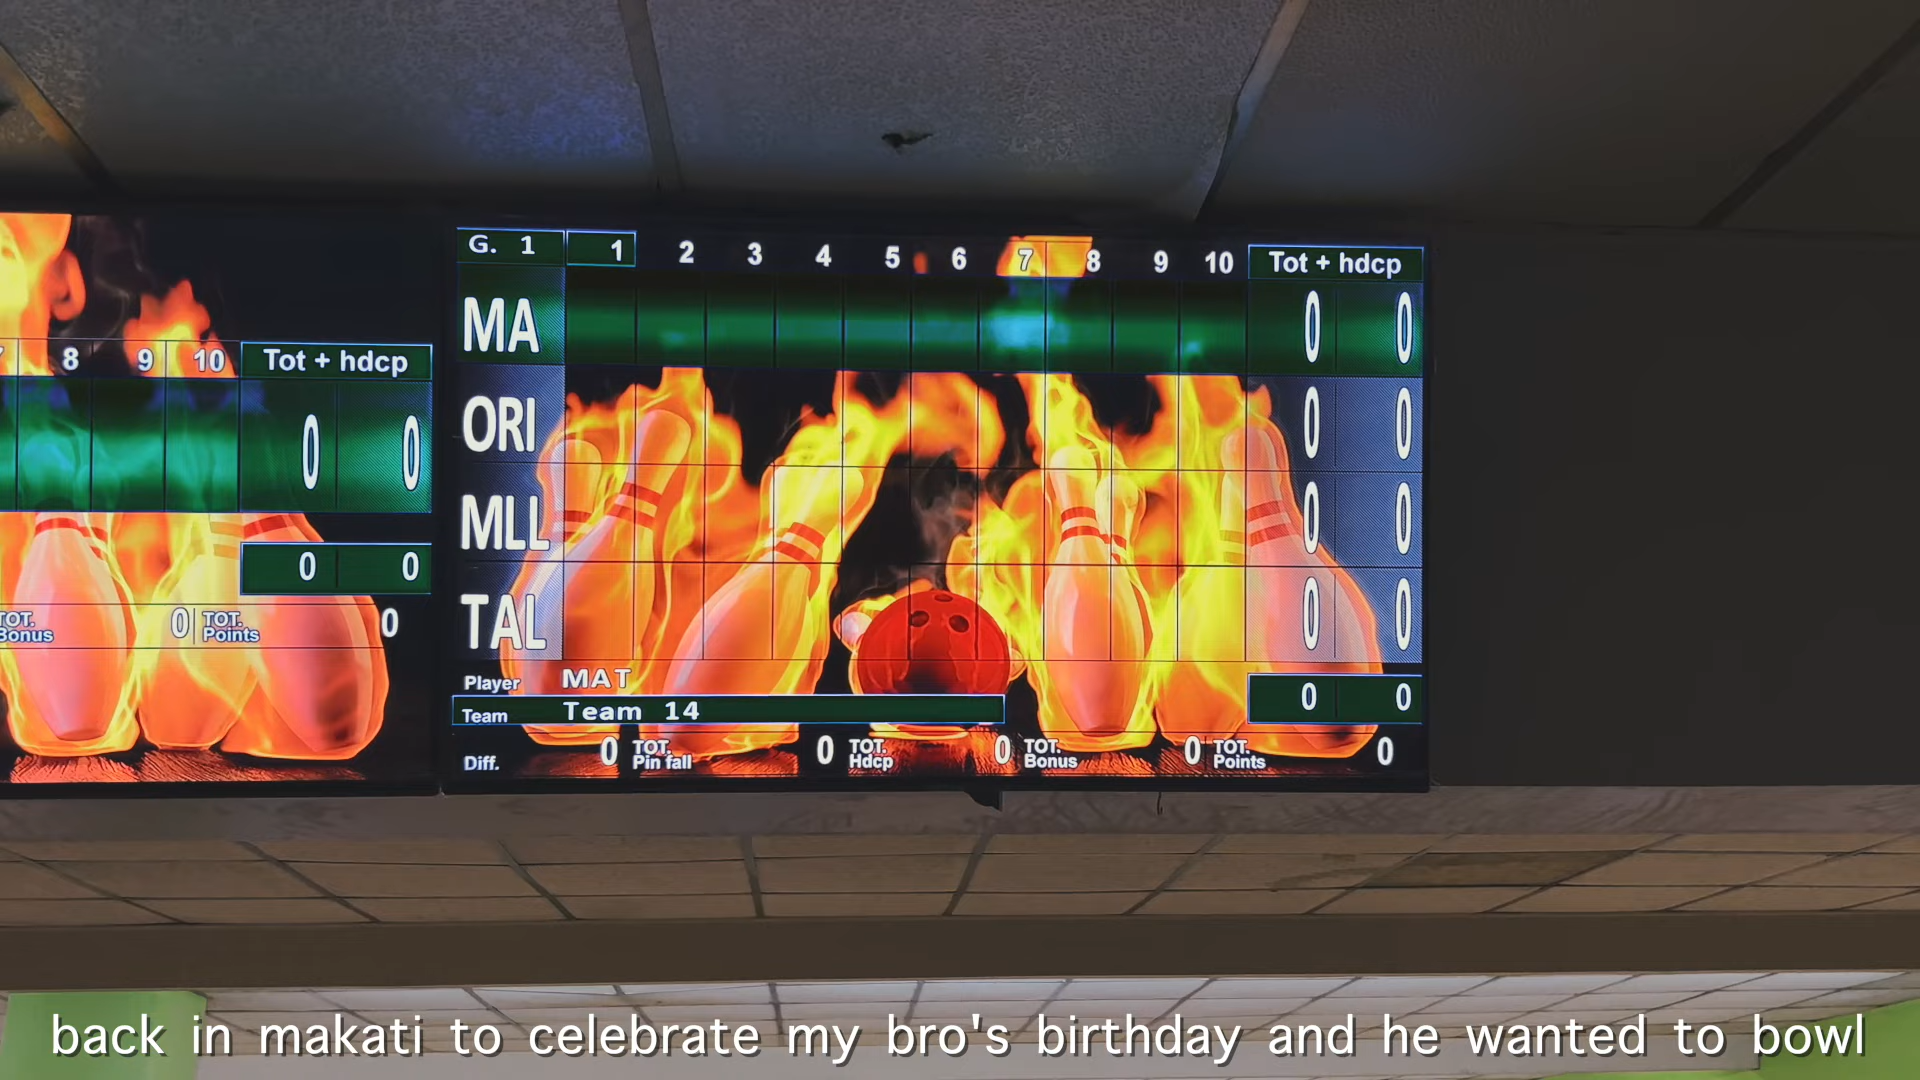 G. 1 1 2 3 4 5 6 7 8 9 10 Tot + hdcp
MA 0 0
ORI 0 0
MLL 0 0
TAL 0 0
Player MAT
Team Team 14 0 0
Diff. 0 TOT. Pin fall 0 TOT. Hdcp 0 TOT. Bonus 0 TOT. Points 0
8 9 10 Tot + hdcp
0 0
0 0
TOT. Bonus 0 TOT. Points 0
back in makati to celebrate my bro's birthday and he wanted to bowl